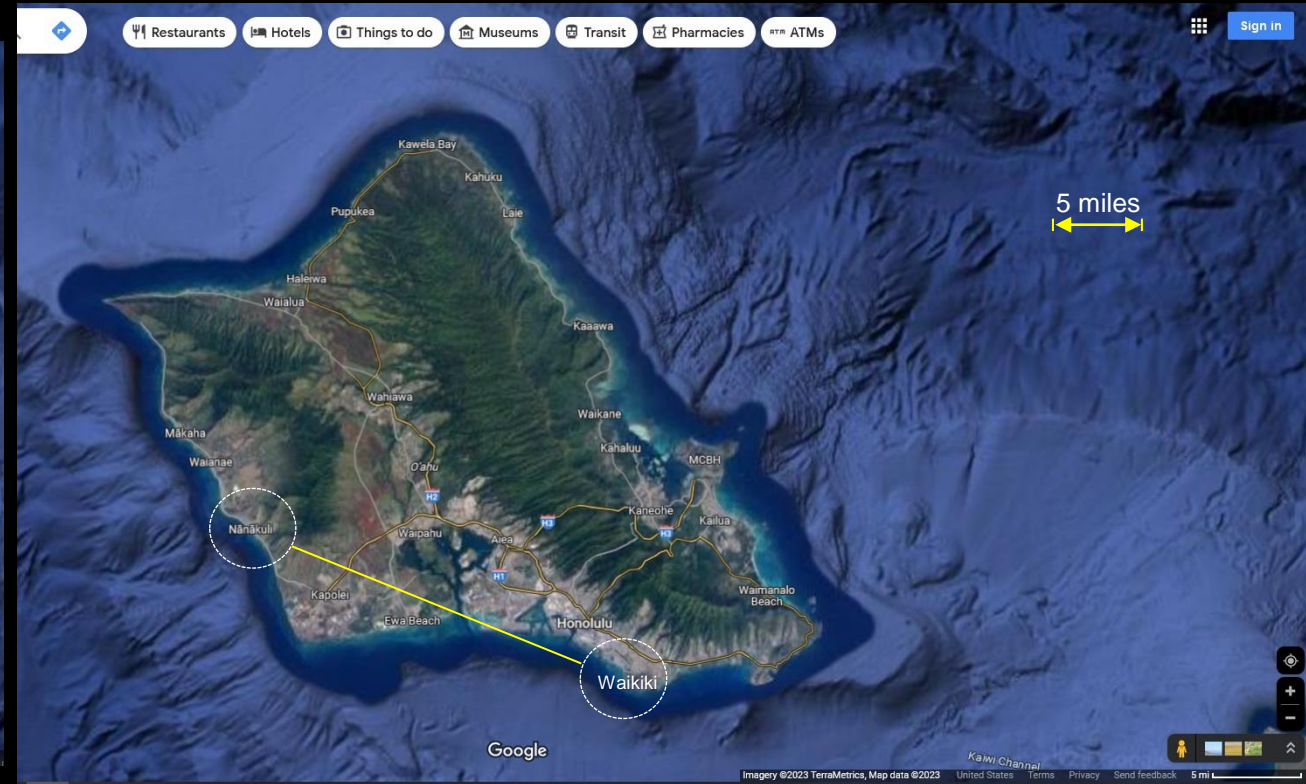 Restaurants
Hotels
Things to do
Museums
Transit
Pharmacies
ATM ATMs
Sign in
Kawela Bay
Kahuku
Pupukea
Laie
5 miles
Haleiwa
Waialua
Kaaawa
Wahiawa
Waikane
Mākaha
Kahaluu
Waianae
MCBH
O'ahu
H2
Kaneohe
Nānākuli
Waipahu
H3
Kailua
Aiea
H3
H1
Kapolei
Waimanalo
Beach
Ewa Beach
Honolulu
Waikiki
Google
Kaiwi Channel
Imagery ©2023 TerraMetrics, Map data ©2023 United States Terms Privacy Send feedback 5 mi